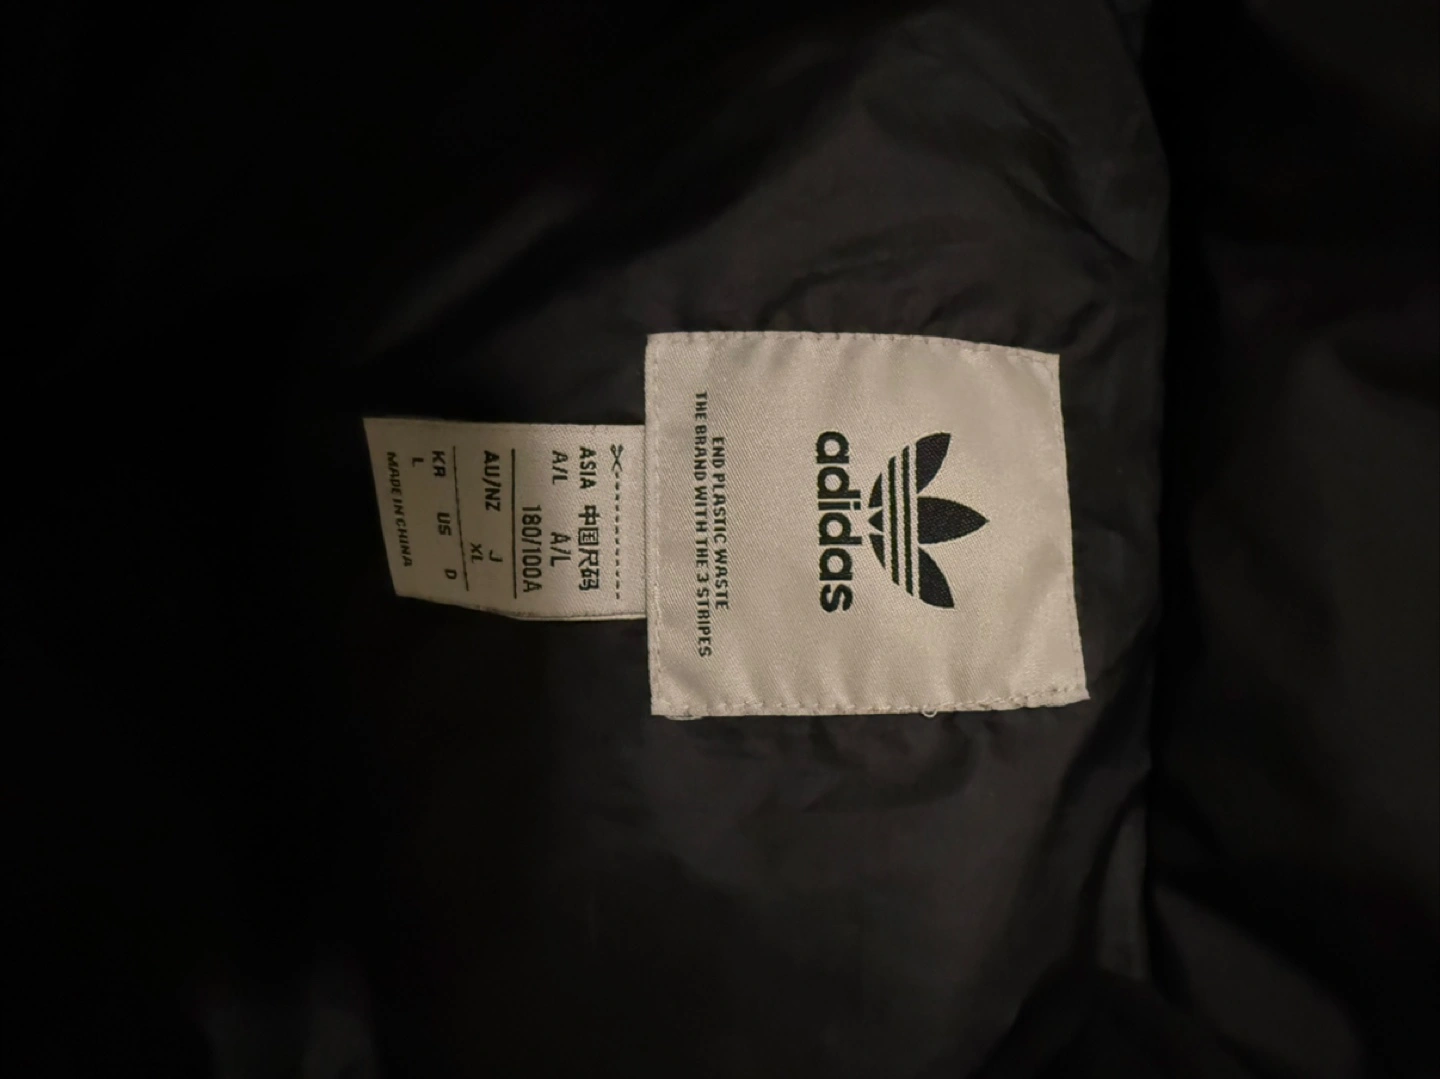 adidas
END PLASTIC WASTE
THE BRAND WITH THE 3 STRIPES
ASIA 中国尺码
A/L A/L
180/100A
AU/NZ J
XL
KR US D
L
MADE IN CHINA